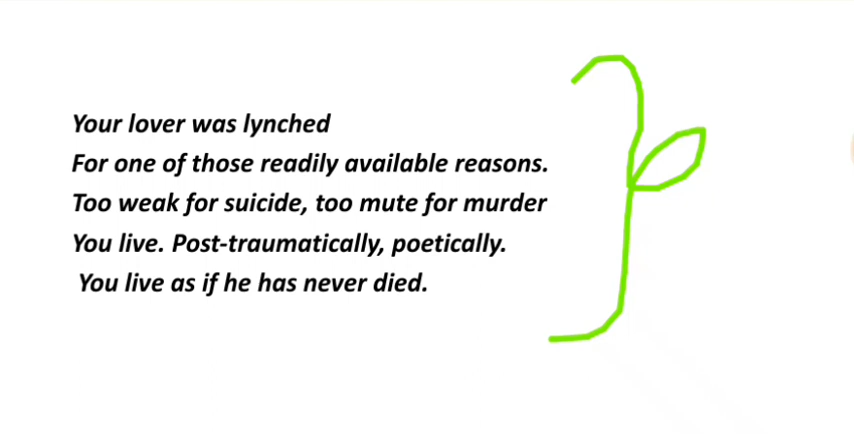 Your lover was lynched
For one of those readily available reasons.
Too weak for suicide, too mute for murder
You live. Post-traumatically, poetically.
You live as if he has never died.